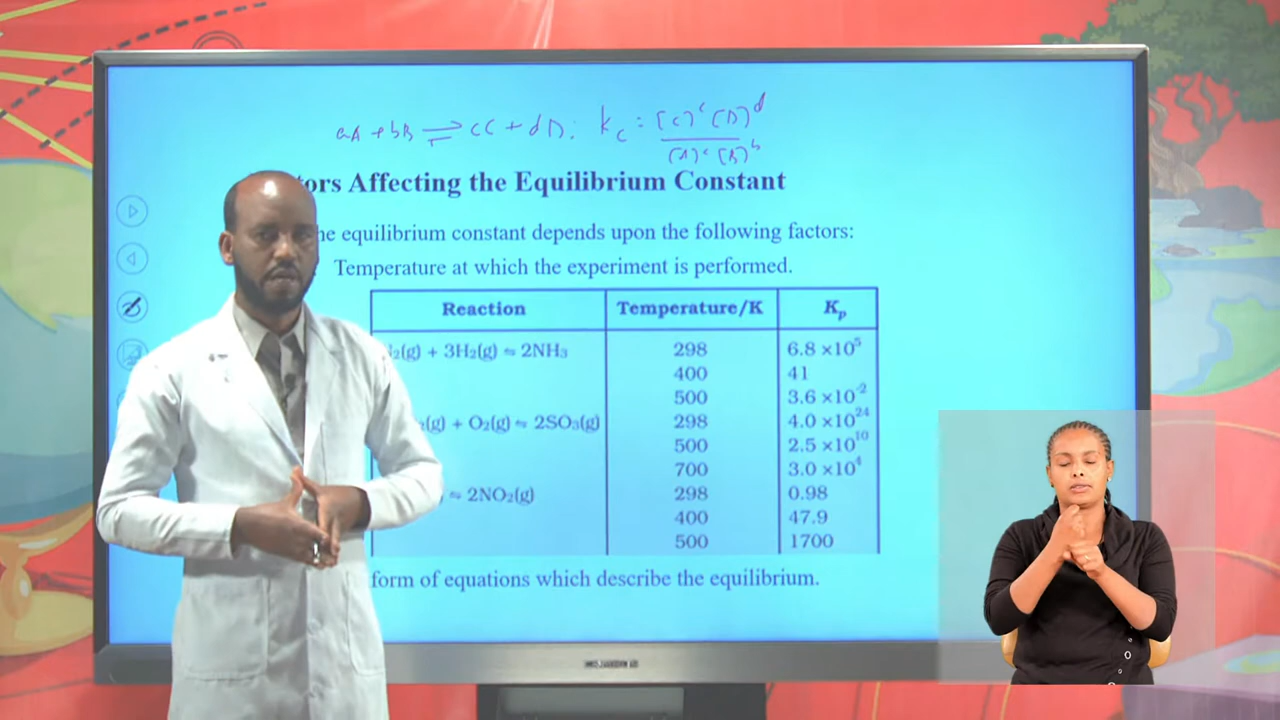 aA + bB ⇌ cC + dD: Kc = [C]^c [D]^d
[A]^a [B]^b
ors Affecting the Equilibrium Constant
he equilibrium constant depends upon the following factors:
Temperature at which the experiment is performed.
Reaction Temperature/K Kp
2(g) + 3H2(g) ⇋ 2NH3 298 6.8 ×10^5
400 41
500 3.6 ×10^-2
2(g) + O2(g) ⇋ 2SO3(g) 298 4.0 ×10^24
500 2.5 ×10^10
700 3.0 ×10^4
⇋ 2NO2(g) 298 0.98
400 47.9
500 1700
form of equations which describe the equilibrium.